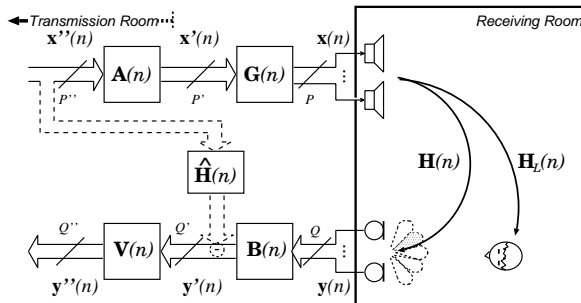 Transmission Room
Receiving Room
x''(n)
x'(n)
x(n)
A(n)
G(n)
P''
P'
P
Ĥ(n)
H(n)
H_L(n)
Q''
Q'
Q
V(n)
−
B(n)
y''(n)
y'(n)
y(n)